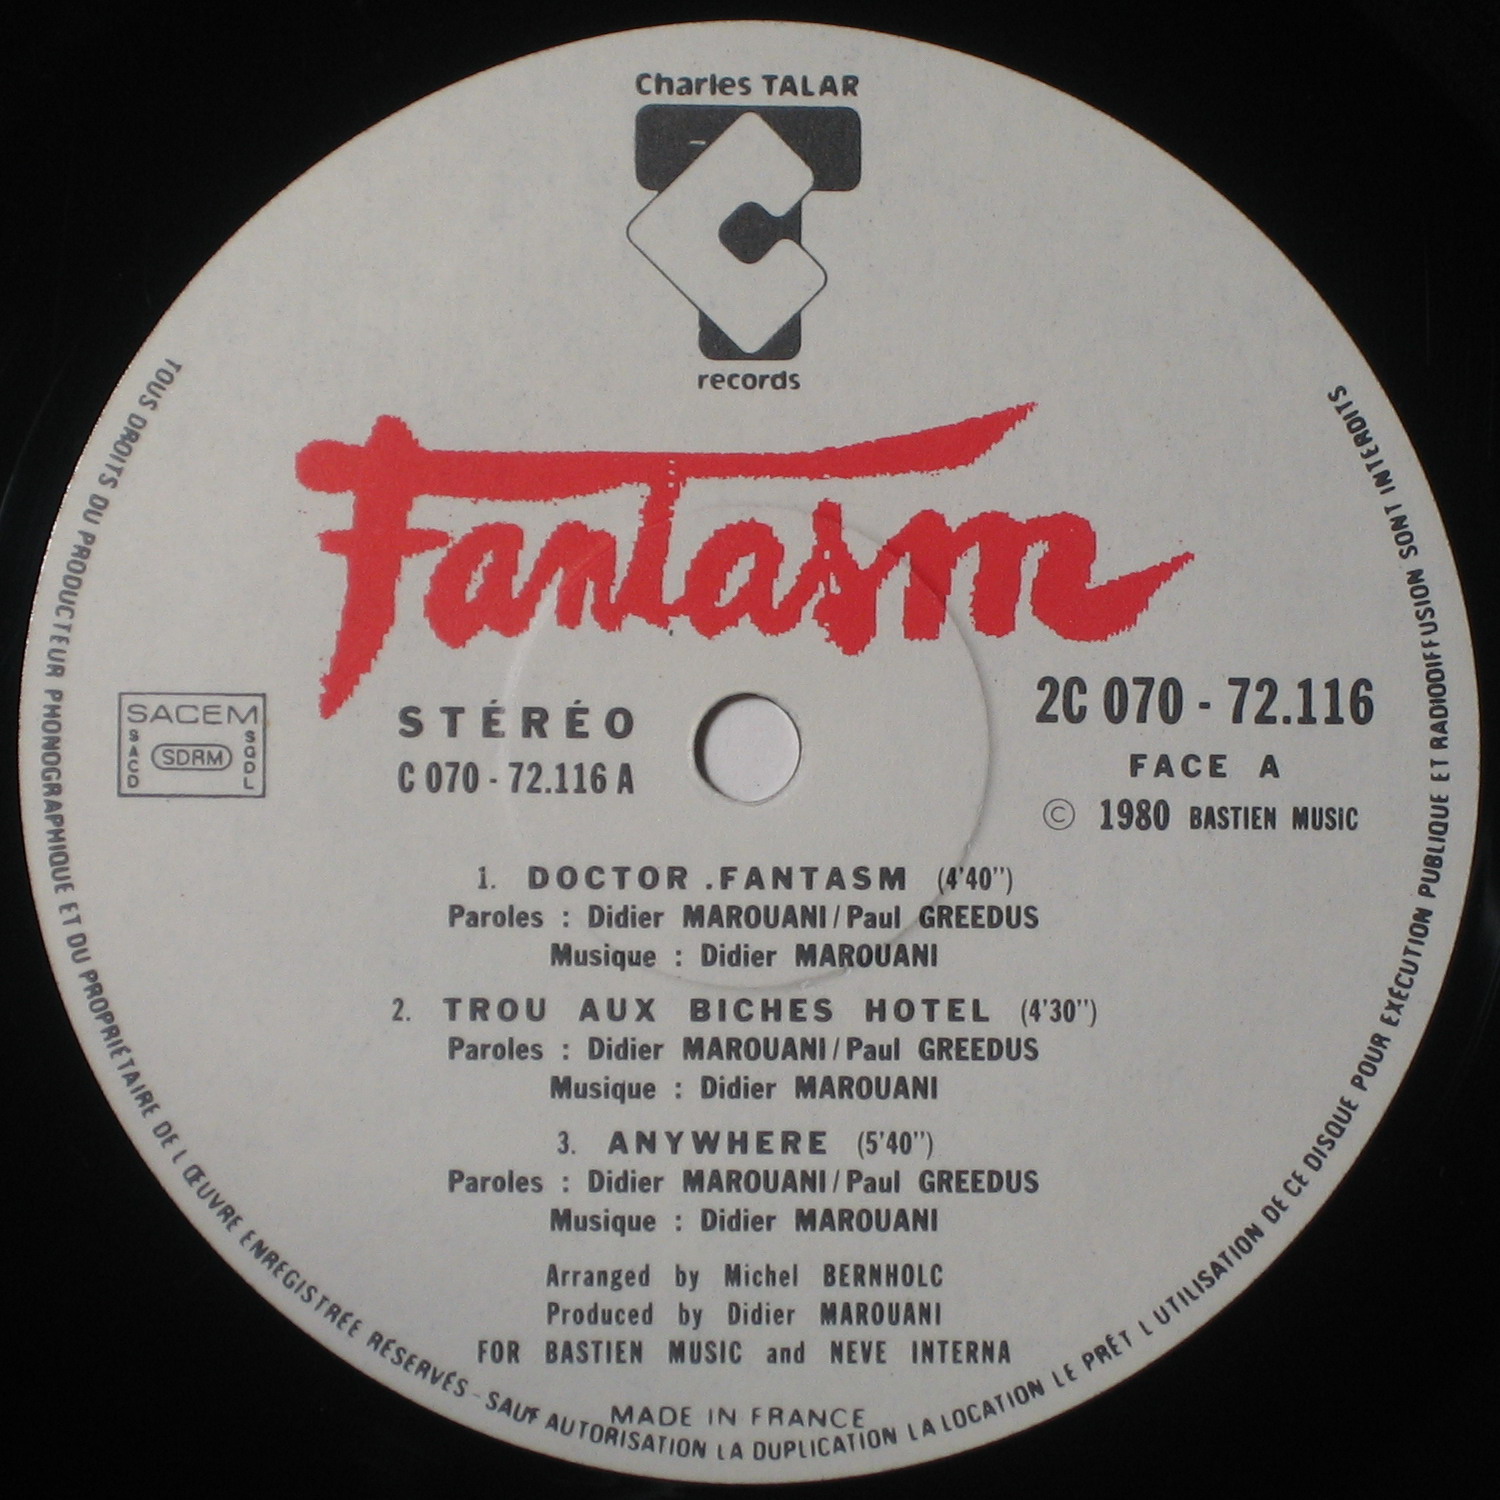 Charles TALAR
records
Fantasm
SACEM
SACD
SDRM
SGDL
STÉRÉO
C 070 - 72.116 A
2C 070 - 72.116
FACE A
© 1980 BASTIEN MUSIC
1. DOCTOR .FANTASM (4'40'')
Paroles : Didier MAROUANI/Paul GREEDUS
Musique : Didier MAROUANI
2. TROU AUX BICHES HOTEL (4'30'')
Paroles : Didier MAROUANI/Paul GREEDUS
Musique : Didier MAROUANI
3. ANYWHERE (5'40'')
Paroles : Didier MAROUANI/Paul GREEDUS
Musique : Didier MAROUANI
Arranged by Michel BERNHOLC
Produced by Didier MAROUANI
FOR BASTIEN MUSIC and NEVE INTERNA
MADE IN FRANCE
TOUS DROITS DU PRODUCTEUR PHONOGRAPHIQUE ET DU PROPRIÉTAIRE DE L ŒUVRE ENREGISTRÉE RÉSERVÉS - SAUF AUTORISATION LA DUPLICATION LA LOCATION LE PRÊT L UTILISATION DE CE DISQUE POUR EXÉCUTION PUBLIQUE ET RADIODIFFUSION SONT INTERDITS